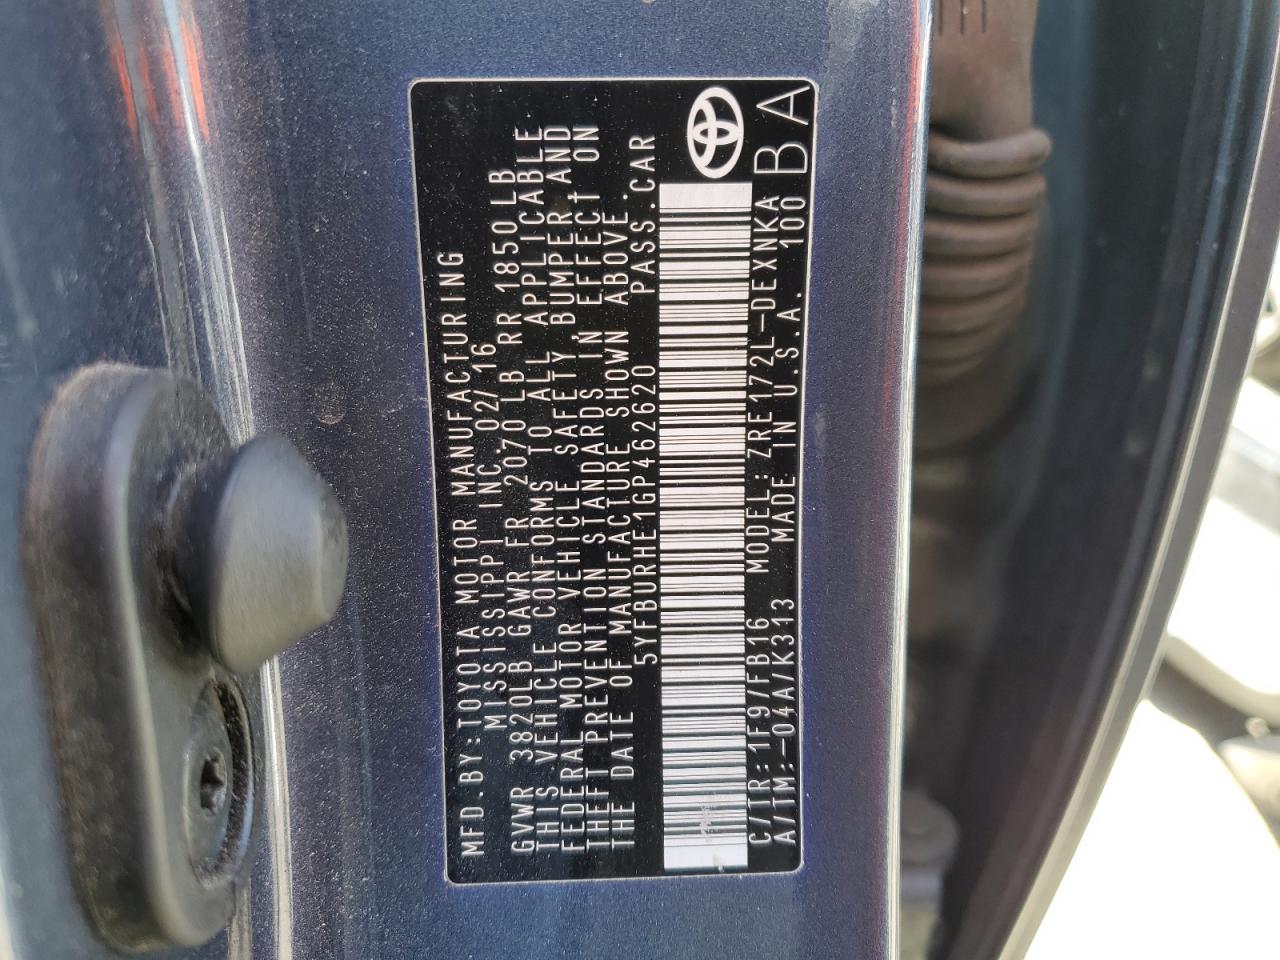 MFD.BY:TOYOTA MOTOR MANUFACTURING
MISSISSIPPI INC. 02/16
GVWR 3820LB GAWR FR 2070LB RR 1850LB
THIS VEHICLE CONFORMS TO ALL APPLICABLE
FEDERAL MOTOR VEHICLE SAFETY BUMPER,AND
THEFT PREVENTION STANDARDS IN EFFECT ON
THE DATE OF MANUFACTURE SHOWN ABOVE.
5YFBURHE1GP462620 PASS.CAR
C/TR: 1F9/FB16 MODEL: ZRE172L-DEXNKA
A/TM:-04A/K313 MADE IN U.S.A. 100
BA